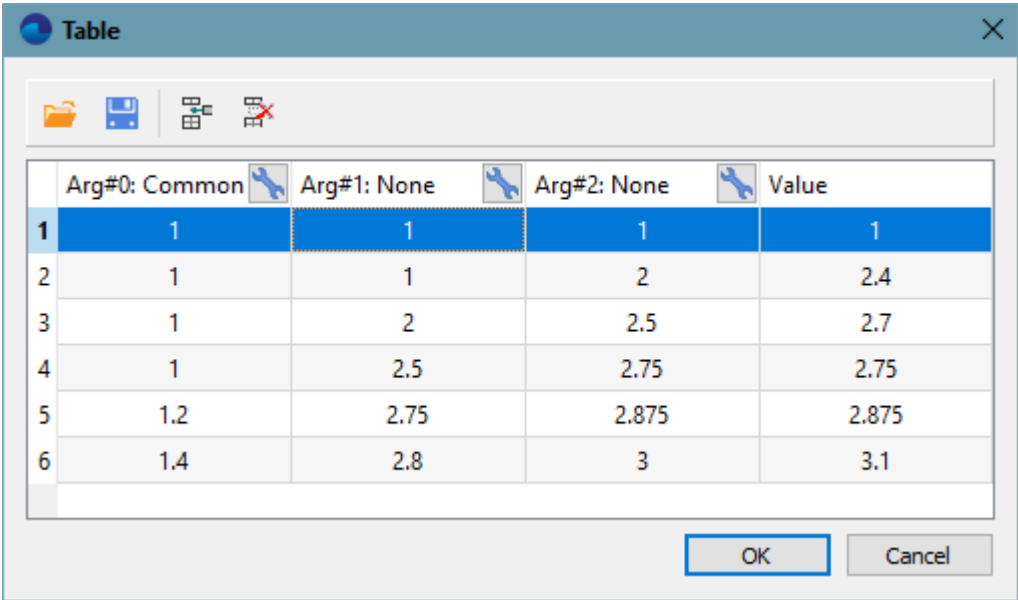 Table
Arg#0: Common Arg#1: None Arg#2: None Value
1 1 1 1 1
2 1 1 2 2.4
3 1 2 2.5 2.7
4 1 2.5 2.75 2.75
5 1.2 2.75 2.875 2.875
6 1.4 2.8 3 3.1
OK Cancel